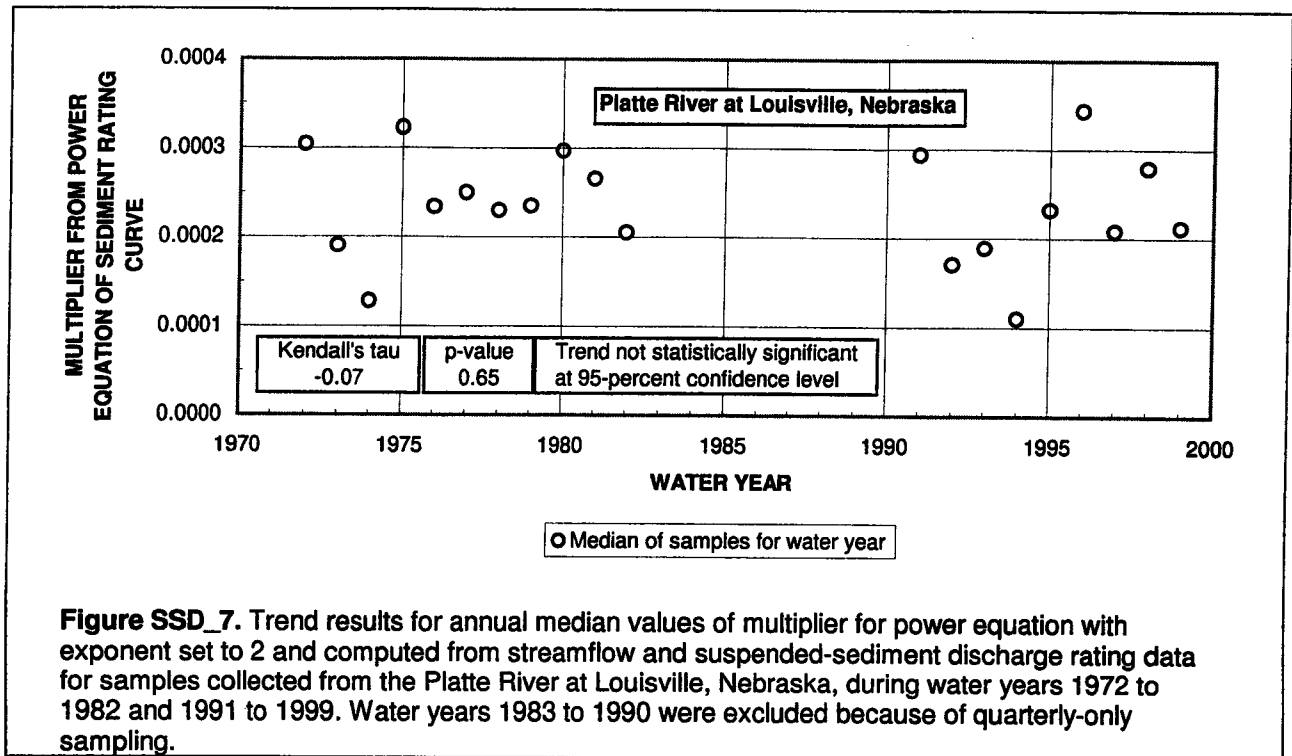 MULTIPLIER FROM POWER
EQUATION OF SEDIMENT RATING
CURVE
0.0004
0.0003
0.0002
0.0001
0.0000
Platte River at Louisville, Nebraska
Kendall's tau
-0.07
p-value
0.65
Trend not statistically significant
at 95-percent confidence level
1970 1975 1980 1985 1990 1995 2000
WATER YEAR
Median of samples for water year
Figure SSD_7. Trend results for annual median values of multiplier for power equation with
exponent set to 2 and computed from streamflow and suspended-sediment discharge rating data
for samples collected from the Platte River at Louisville, Nebraska, during water years 1972 to
1982 and 1991 to 1999. Water years 1983 to 1990 were excluded because of quarterly-only
sampling.